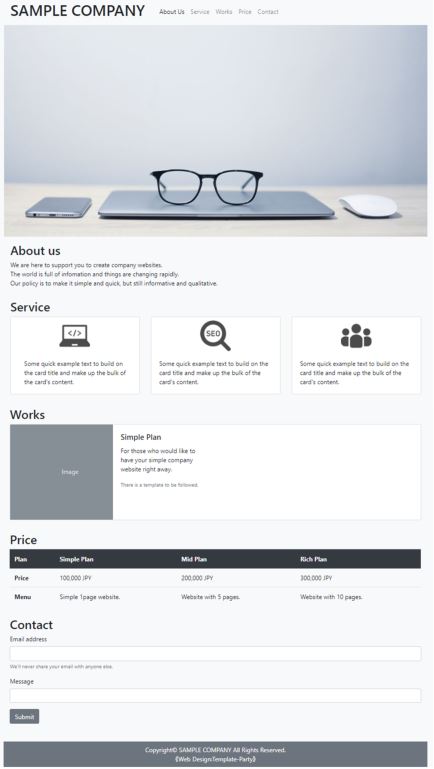 SAMPLE COMPANY
About Us Service Works Price Contact
About us
We are here to support you to create company websites.
The world is full of infomation and things are changing rapidly.
Our policy is to make it simple and quick, but still informative and qualitative.
Service
</>
SEO
Some quick example text to build on
the card title and make up the bulk of
the card's content.
Some quick example text to build on the
card title and make up the bulk of the
card's content.
Some quick example text to build on the
card title and make up the bulk of the
card's content.
Works
Image
Simple Plan
For those who would like to
have your simple company
website right away.
There is a template to be followed.
Price
Plan Simple Plan Mid Plan Rich Plan
Price 100,000 JPY 200,000 JPY 300,000 JPY
Menu Simple 1page website. Website with 5 pages. Website with 10 pages.
Contact
Email address
We'll never share your email with anyone else.
Message
Submit
Copyright© SAMPLE COMPANY All Rights Reserved.
《Web Design:Template-Party》